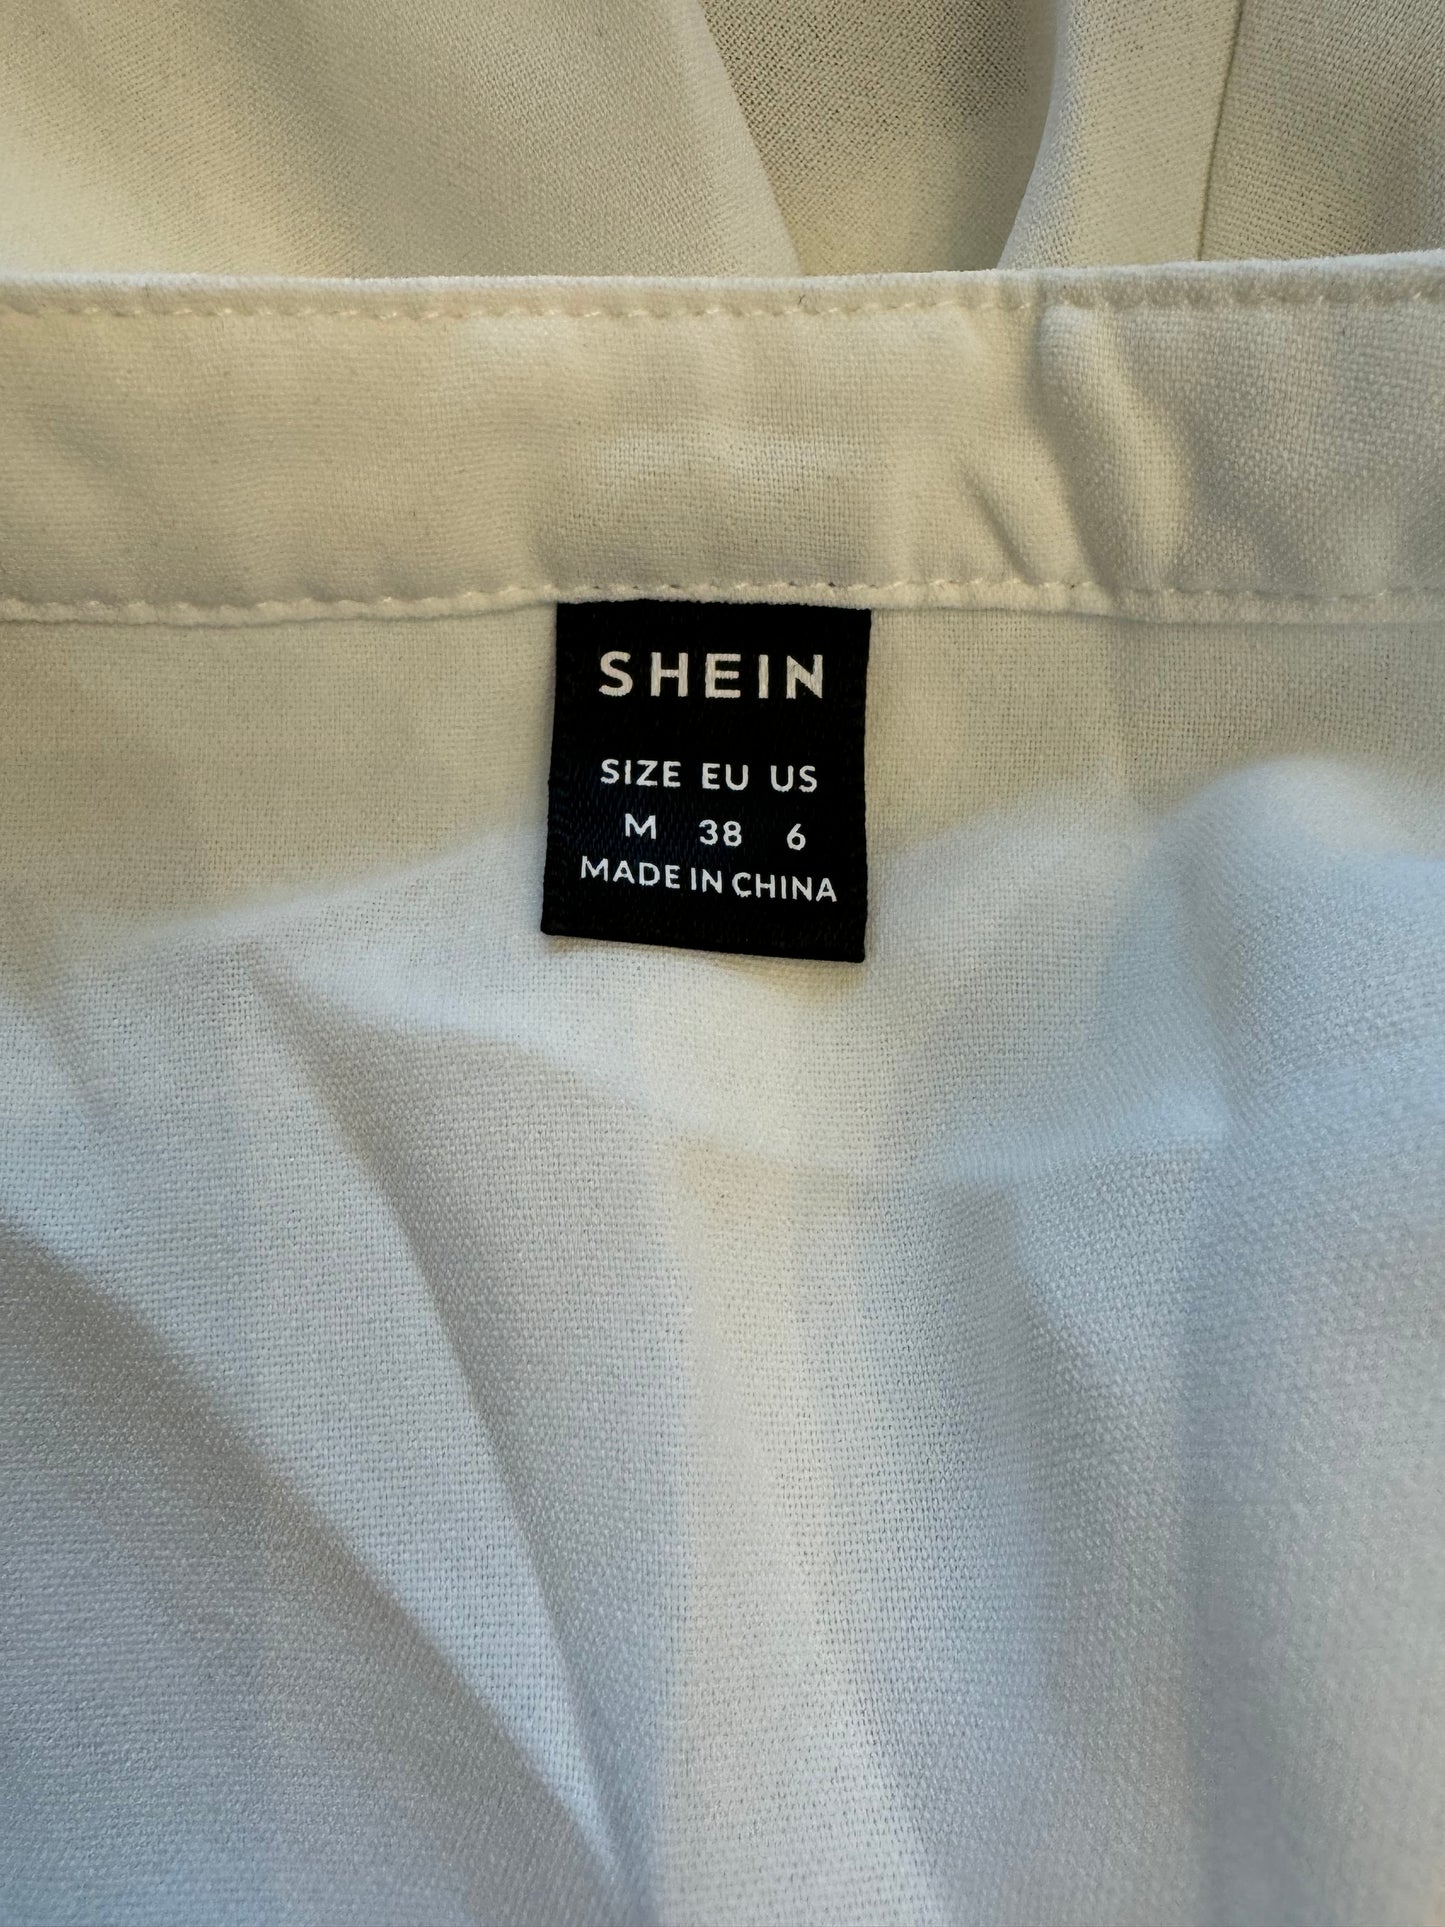 SHEIN
SIZE EU US
M 38 6
MADE IN CHINA